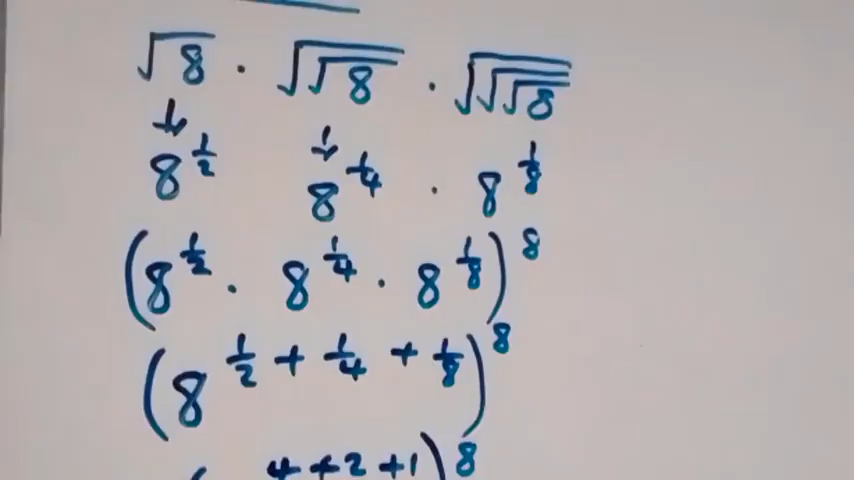 √8 · √√8 · √√√8
↓ ↓
8^(1/2) 8^(1/4) · 8^(1/8)
(8^(1/2) · 8^(1/4) · 8^(1/8))^8
(8^(1/2 + 1/4 + 1/8))^8
( 4+2+1)^8